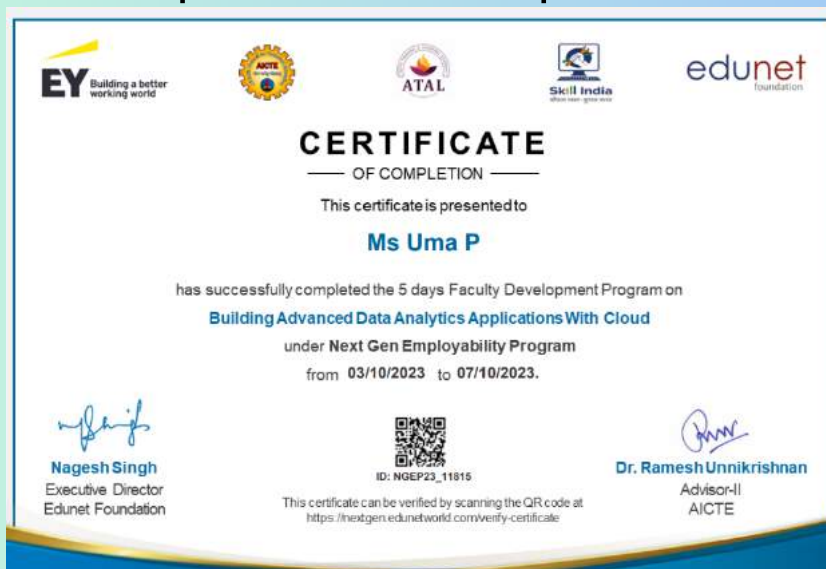 EY Building a better
working world
AICTE
ATAL
Skill India
edunet
foundation
CERTIFICATE
OF COMPLETION
This certificate is presented to
Ms Uma P
has successfully completed the 5 days Faculty Development Program on
Building Advanced Data Analytics Applications With Cloud
under Next Gen Employability Program
from 03/10/2023 to 07/10/2023.
ID: NGEP23_11815
Nagesh Singh
Executive Director
Edunet Foundation
This certificate can be verified by scanning the QR code at
https://nextgen.edunetworld.com/verify-certificate
Dr. Ramesh Unnikrishnan
Advisor-II
AICTE